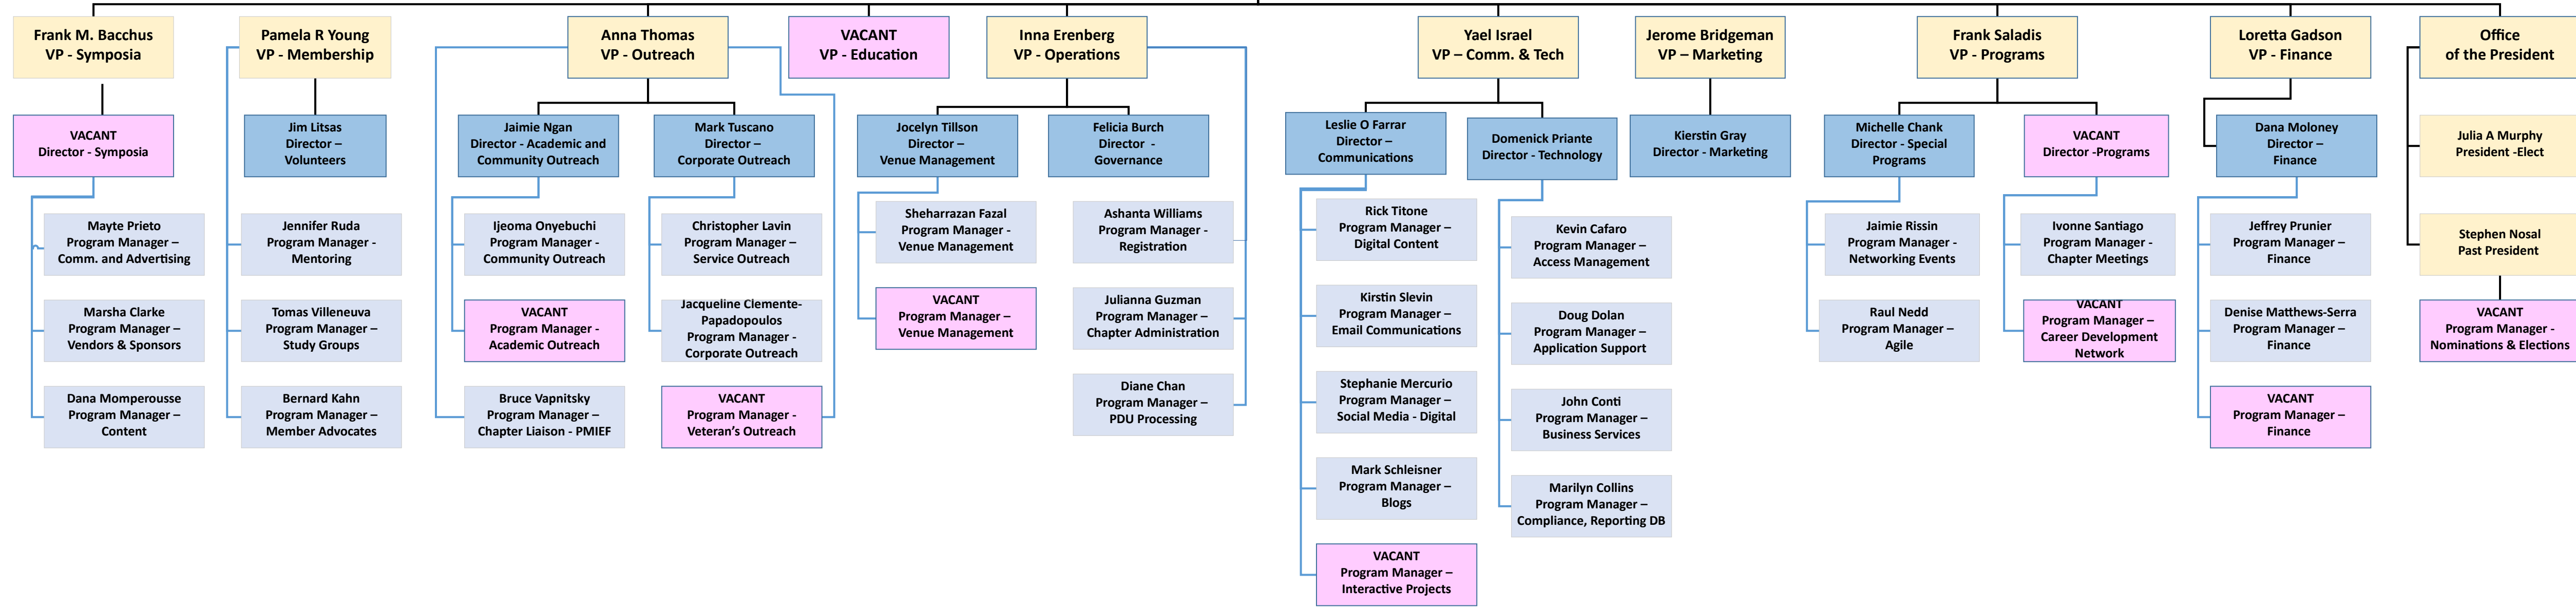 Frank M. Bacchus
VP - Symposia
VACANT
Director - Symposia
Mayte Prieto
Program Manager –
Comm. and Advertising
Marsha Clarke
Program Manager –
Vendors & Sponsors
Dana Momperousse
Program Manager –
Content
Pamela R Young
VP - Membership
Jim Litsas
Director –
Volunteers
Jennifer Ruda
Program Manager -
Mentoring
Tomas Villeneuva
Program Manager –
Study Groups
Bernard Kahn
Program Manager –
Member Advocates
Anna Thomas
VP - Outreach
Jaimie Ngan
Director - Academic and
Community Outreach
Ijeoma Onyebuchi
Program Manager -
Community Outreach
VACANT
Program Manager -
Academic Outreach
Bruce Vapnitsky
Program Manager –
Chapter Liaison - PMIEF
Mark Tuscano
Director –
Corporate Outreach
Christopher Lavin
Program Manager –
Service Outreach
Jacqueline Clemente-
Papadopoulos
Program Manager -
Corporate Outreach
VACANT
Program Manager -
Veteran’s Outreach
VACANT
VP - Education
Inna Erenberg
VP - Operations
Jocelyn Tillson
Director –
Venue Management
Sheharrazan Fazal
Program Manager -
Venue Management
VACANT
Program Manager –
Venue Management
Felicia Burch
Director -
Governance
Ashanta Williams
Program Manager -
Registration
Julianna Guzman
Program Manager –
Chapter Administration
Diane Chan
Program Manager –
PDU Processing
Yael Israel
VP – Comm. & Tech
Leslie O Farrar
Director –
Communications
Rick Titone
Program Manager –
Digital Content
Kirstin Slevin
Program Manager –
Email Communications
Stephanie Mercurio
Program Manager –
Social Media - Digital
Mark Schleisner
Program Manager –
Blogs
VACANT
Program Manager –
Interactive Projects
Domenick Priante
Director - Technology
Kevin Cafaro
Program Manager –
Access Management
Doug Dolan
Program Manager –
Application Support
John Conti
Program Manager –
Business Services
Marilyn Collins
Program Manager –
Compliance, Reporting DB
Jerome Bridgeman
VP – Marketing
Kierstin Gray
Director - Marketing
Frank Saladis
VP - Programs
Michelle Chank
Director - Special
Programs
Jaimie Rissin
Program Manager -
Networking Events
Raul Nedd
Program Manager –
Agile
VACANT
Director -Programs
Ivonne Santiago
Program Manager -
Chapter Meetings
VACANT
Program Manager –
Career Development
Network
Loretta Gadson
VP - Finance
Dana Moloney
Director –
Finance
Jeffrey Prunier
Program Manager –
Finance
Denise Matthews-Serra
Program Manager –
Finance
VACANT
Program Manager –
Finance
Office
of the President
Julia A Murphy
President -Elect
Stephen Nosal
Past President
VACANT
Program Manager -
Nominations & Elections